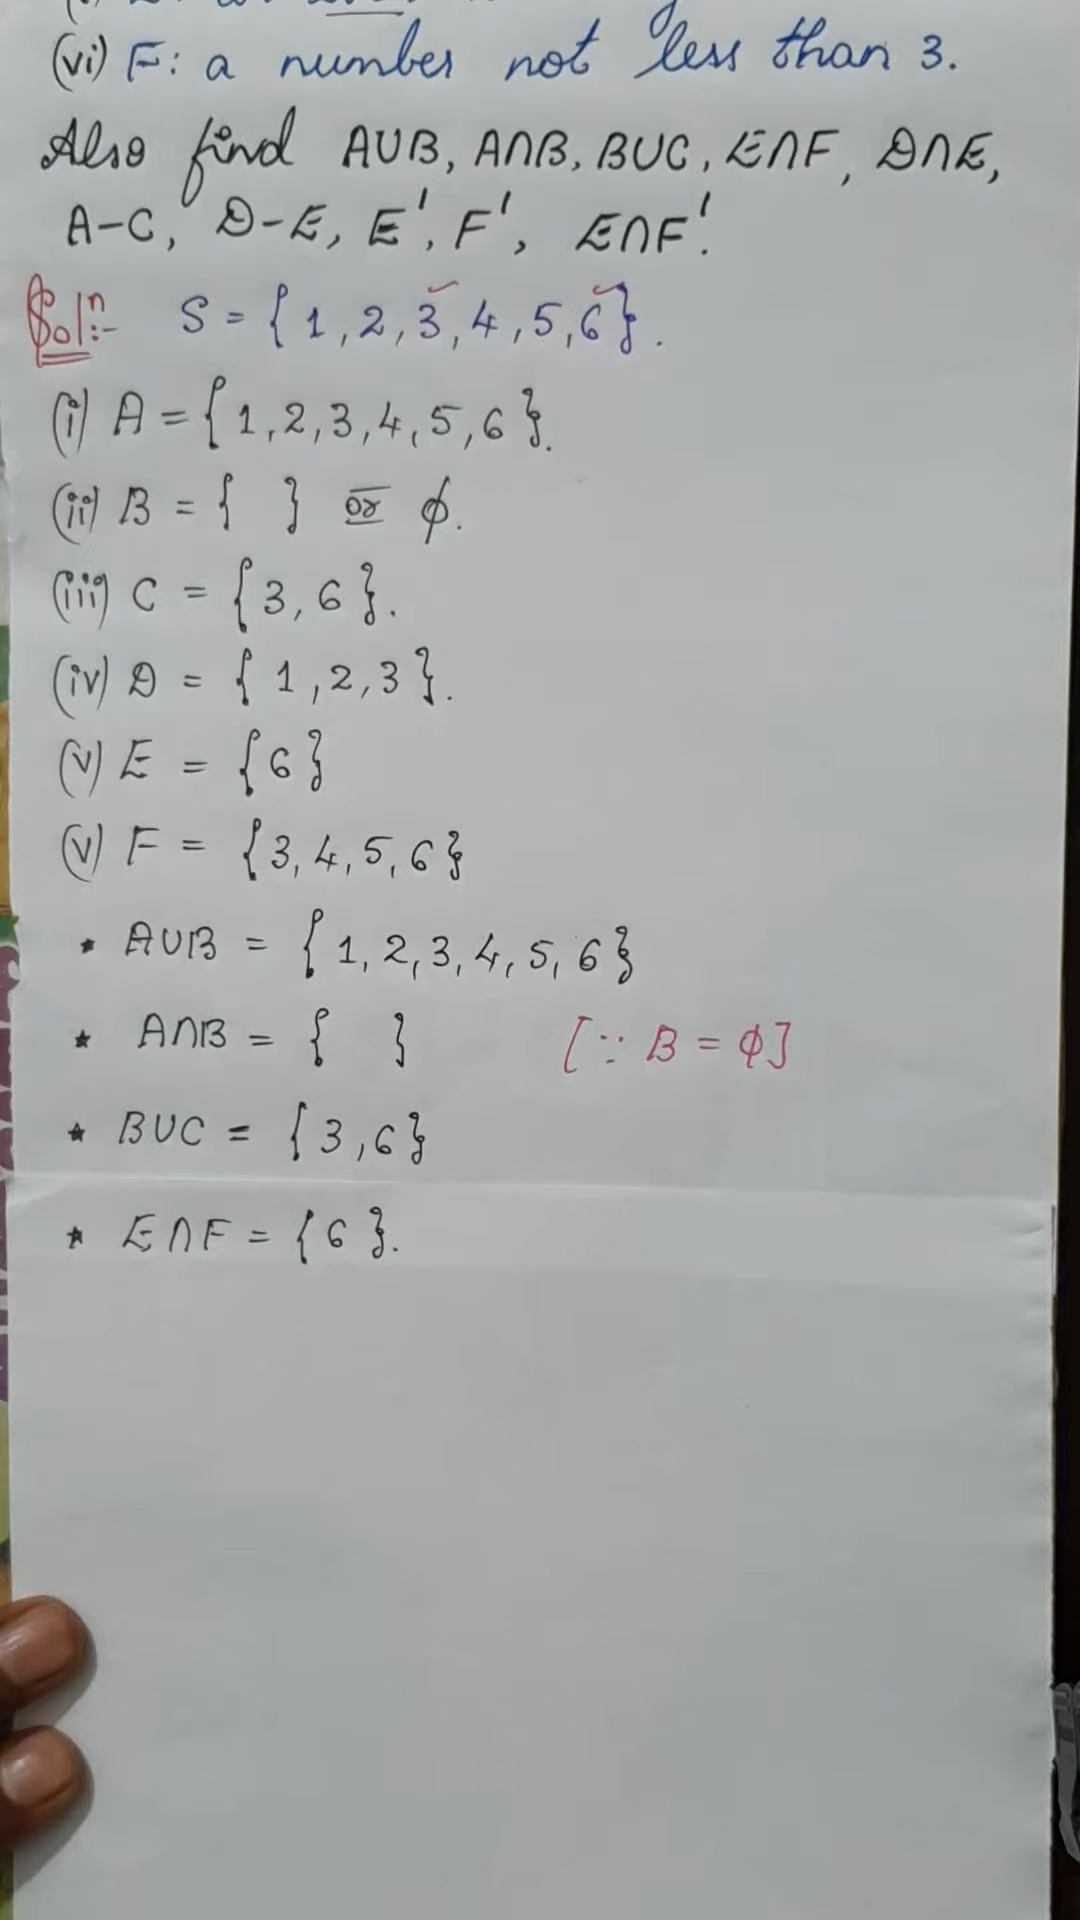 (vi) F: a number not less than 3.
Also find A∪B, A∩B, B∪C, E∩F, D∩E,
A-C, D-E, E', F', E∩F'.
Solⁿ:- S = { 1, 2, 3, 4, 5, 6 }.
(i) A = { 1, 2, 3, 4, 5, 6 }.
(ii) B = { } or ϕ.
(iii) C = { 3, 6 }.
(iv) D = { 1, 2, 3 }.
(v) E = { 6 }
(v) F = { 3, 4, 5, 6 }
* A∪B = { 1, 2, 3, 4, 5, 6 }
* A∩B = { } [∵ B = ϕ]
* B∪C = { 3, 6 }
* E∩F = { 6 }.